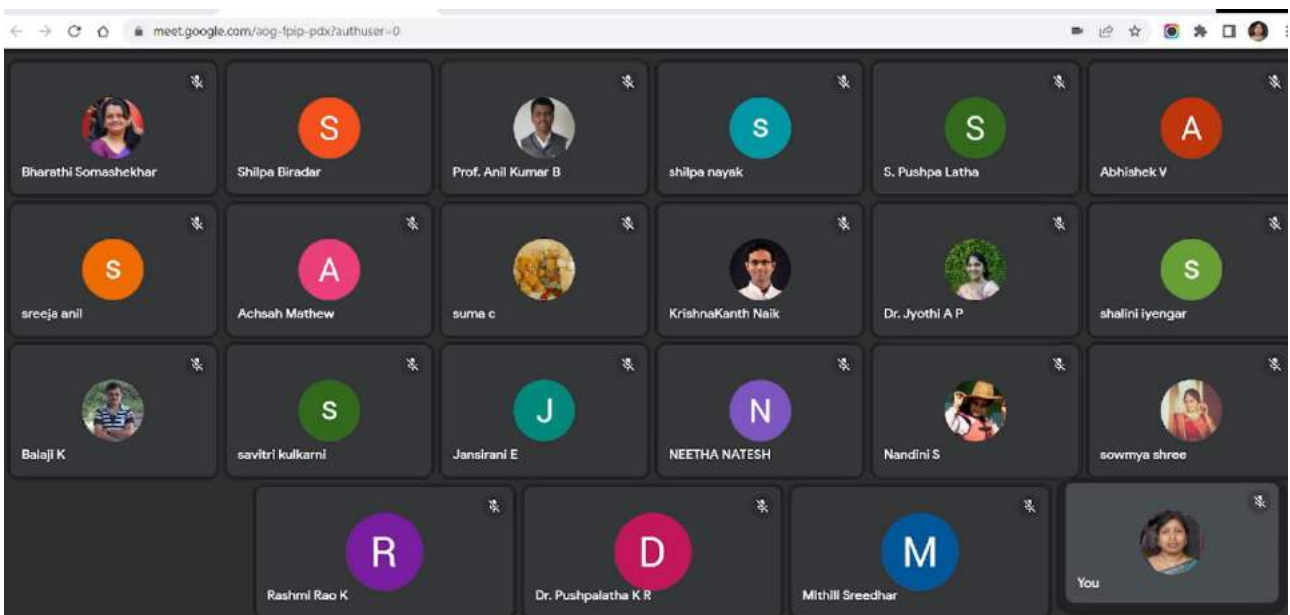 meet.google.com/aog-fpip-pdx?authuser=0
S S S A
Bharathi Somashekhar Shilpa Biradar Prof. Anil Kumar B shilpa nayak S. Pushpa Latha Abhishek V
s A s
sreeja anil Achsah Mathew suma c KrishnaKanth Naik Dr. Jyothi A P shalini iyengar
s J N
Balaji K savitri kulkarni Jansirani E NEETHA NATESH Nandini S sowmya shree
R D M
Rashmi Rao K Dr. Pushpalatha K R Mithili Sreedhar You